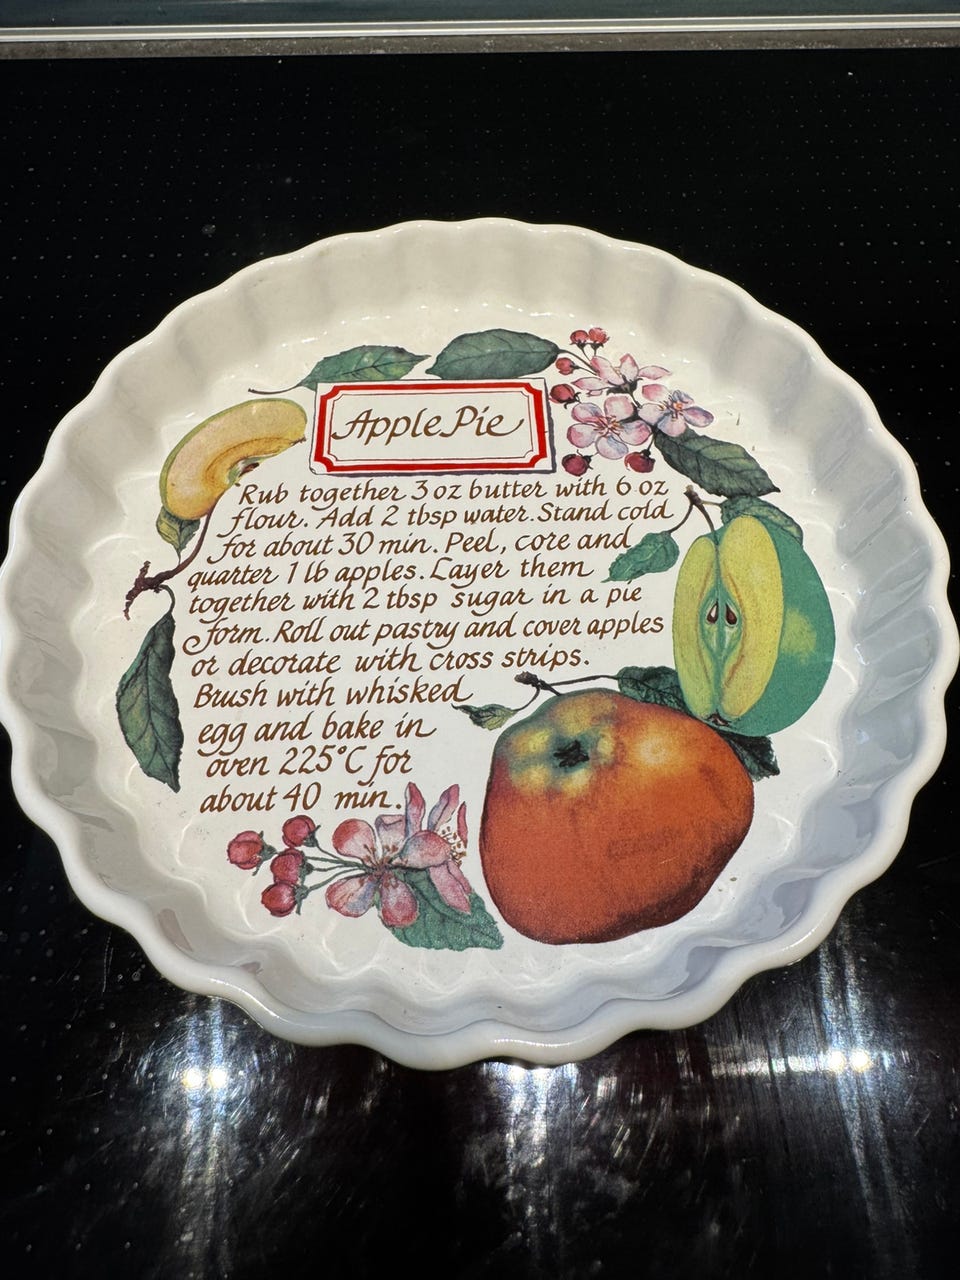 Apple Pie
Rub together 3 oz butter with 6 oz
flour. Add 2 tbsp water. Stand cold
for about 30 min. Peel, core and
quarter 1 lb apples. Layer them
together with 2 tbsp sugar in a pie
form. Roll out pastry and cover apples
or decorate with cross strips.
Brush with whisked
egg and bake in
oven 225°C for
about 40 min.